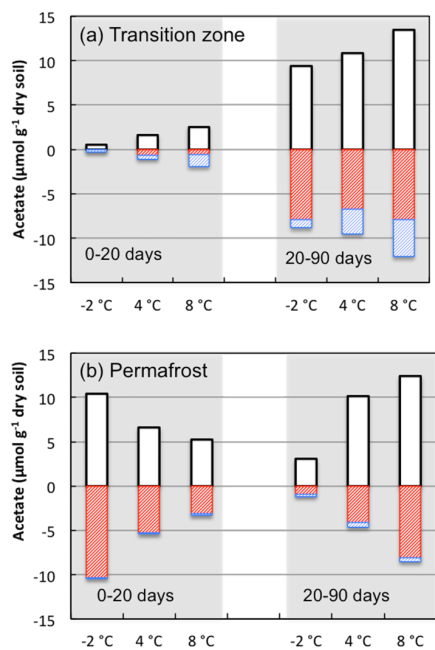 (a) Transition zone
Acetate (µmol g⁻¹ dry soil)
15
10
5
0
-5
-10
-15
0-20 days
20-90 days
-2 °C 4 °C 8 °C -2 °C 4 °C 8 °C
(b) Permafrost
Acetate (µmol g⁻¹ dry soil)
15
10
5
0
-5
-10
-15
0-20 days
20-90 days
-2 °C 4 °C 8 °C -2 °C 4 °C 8 °C